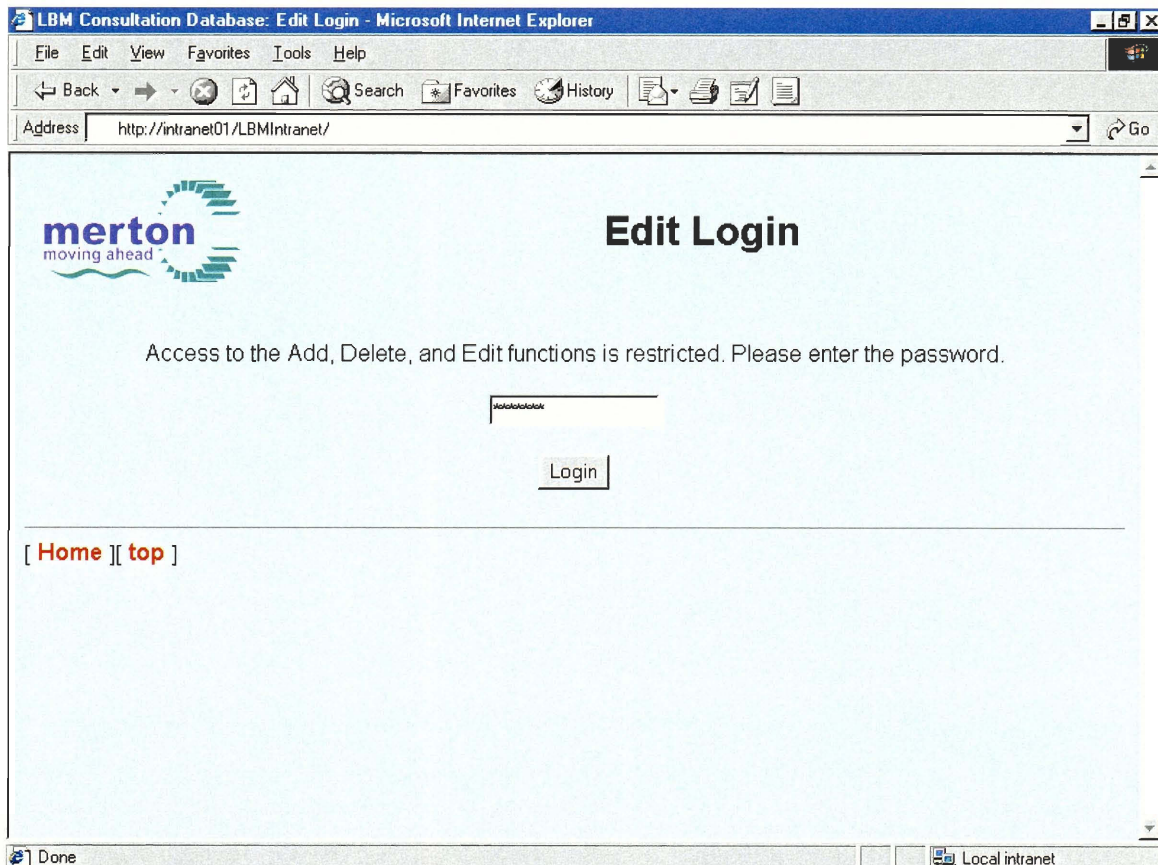 LBM Consultation Database: Edit Login - Microsoft Internet Explorer
File Edit View Favorites Tools Help
Back Search Favorites History
Address http://intranet01/LBMIntranet/ Go
merton
moving ahead
Edit Login
Access to the Add, Delete, and Edit functions is restricted. Please enter the password.
********
Login
[ Home ][ top ]
Done Local intranet